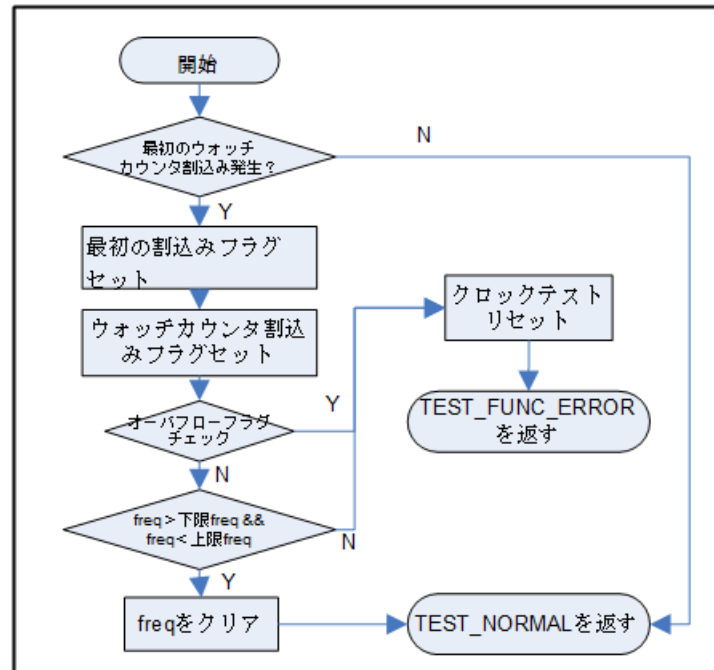 開始
最初のウォッチ
カウンタ割込み発生？
N
Y
最初の割込みフラグ
セット
ウォッチカウンタ割込
みフラグセット
クロックテスト
リセット
オーバフローフラグ
チェック
Y
TEST_FUNC_ERROR
を返す
N
freq > 下限freq &&
freq < 上限freq
N
Y
freqをクリア
TEST_NORMALを返す